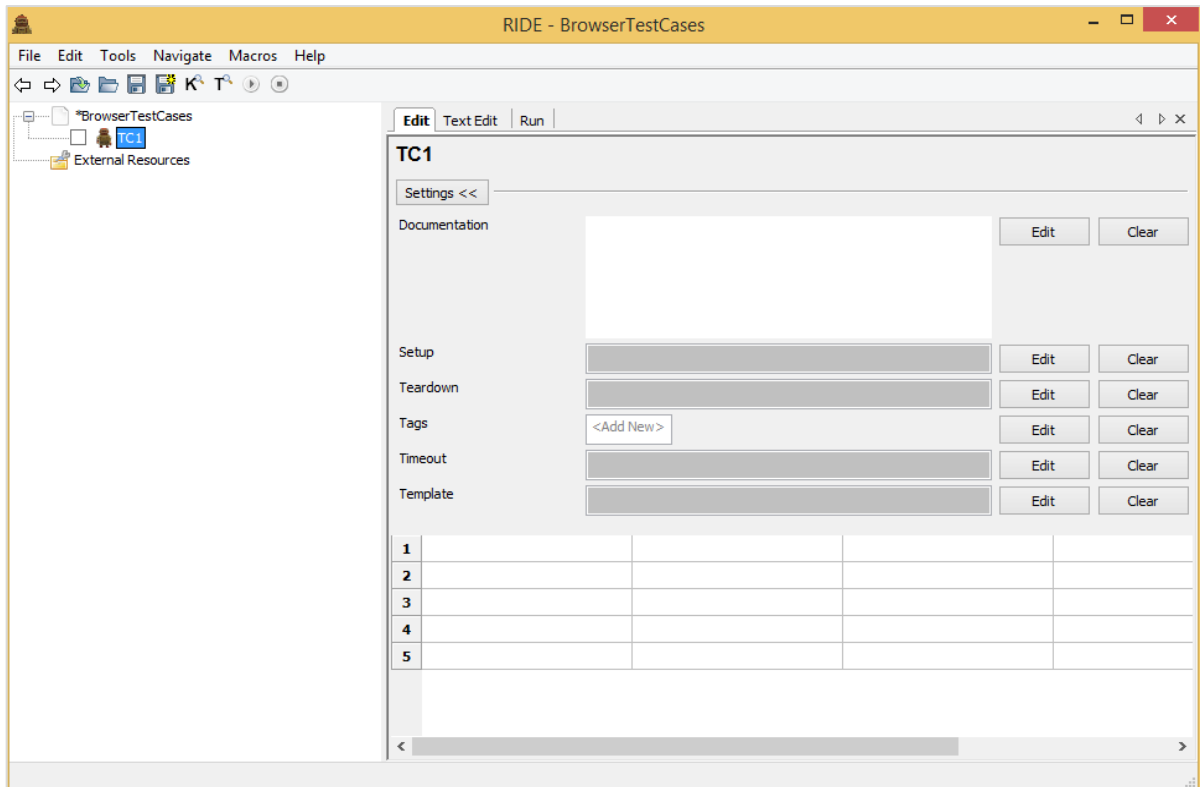 RIDE - BrowserTestCases
File Edit Tools Navigate Macros Help
K T
*BrowserTestCases
TC1
External Resources
Edit Text Edit Run
TC1
Settings <<
Documentation Edit Clear
Setup Edit Clear
Teardown Edit Clear
Tags <Add New> Edit Clear
Timeout Edit Clear
Template Edit Clear
1
2
3
4
5